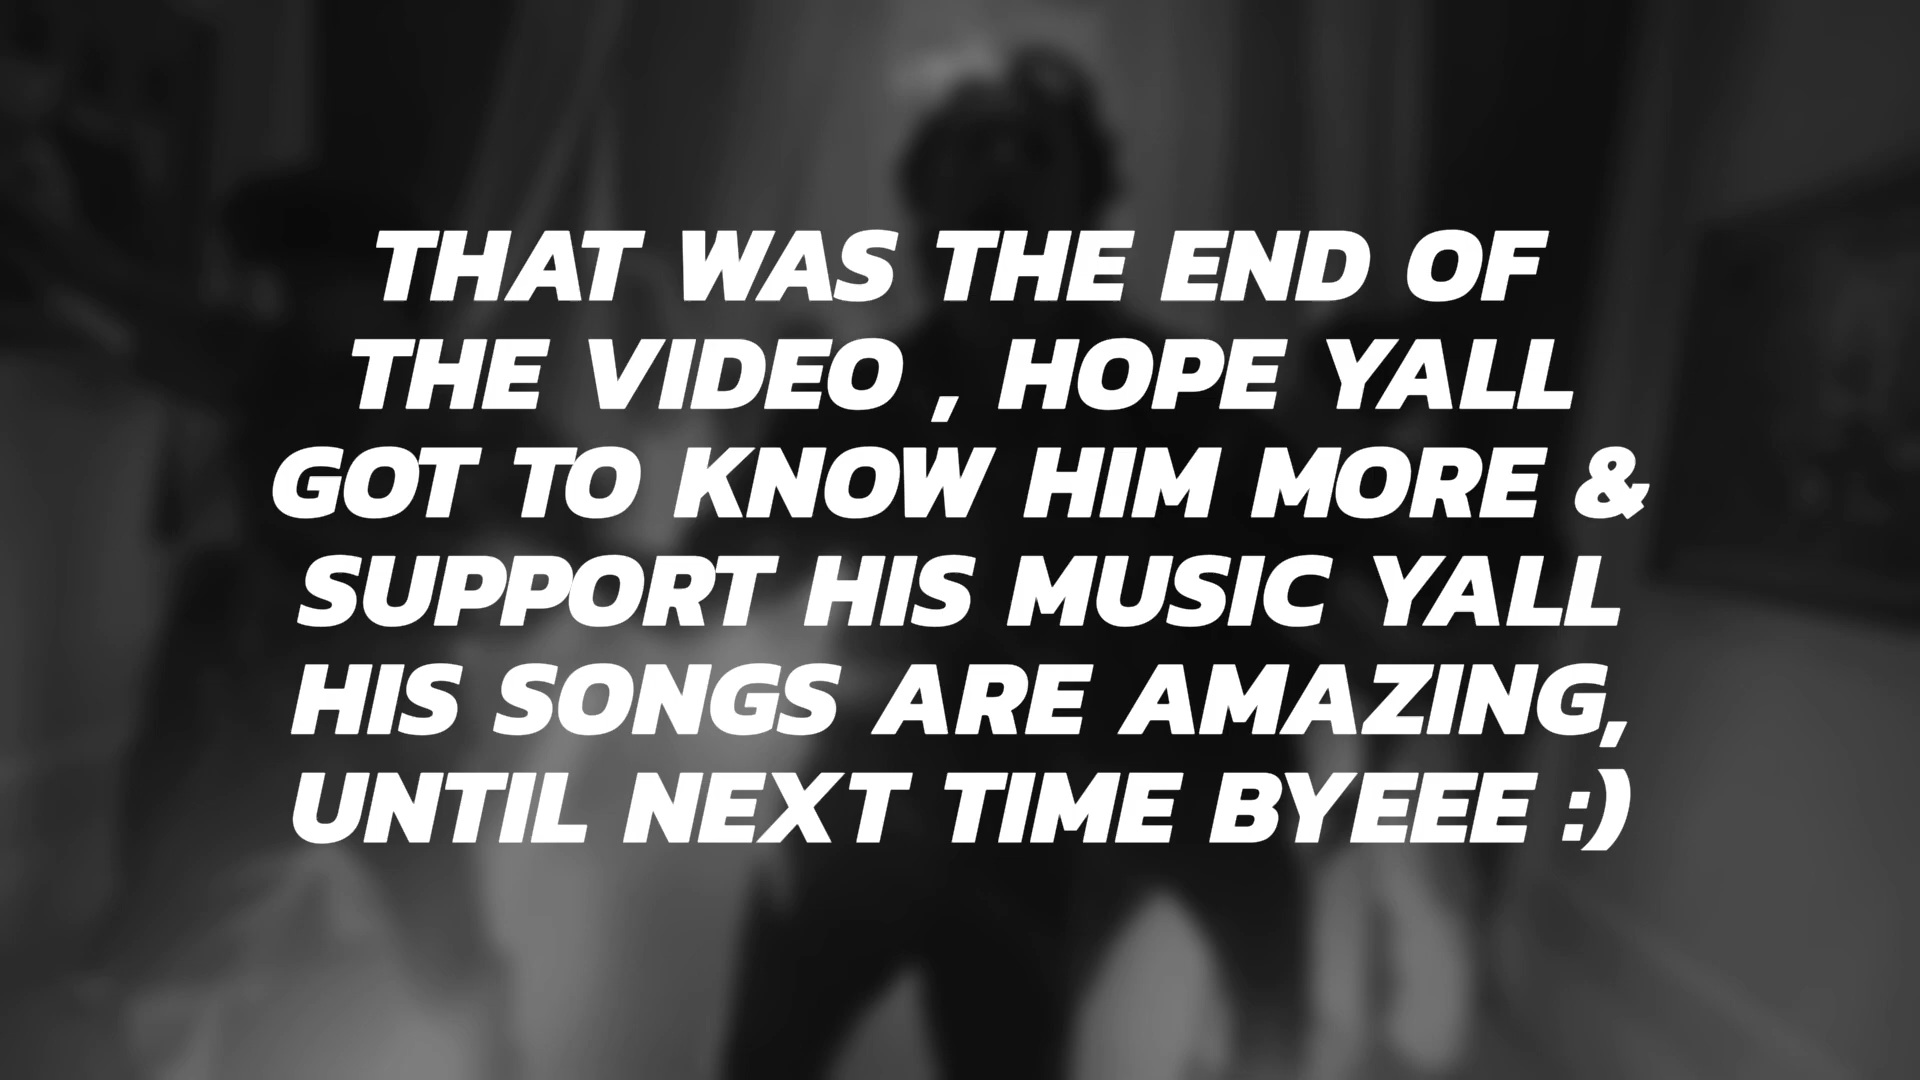 THAT WAS THE END OF
THE VIDEO , HOPE YALL
GOT TO KNOW HIM MORE &
SUPPORT HIS MUSIC YALL
HIS SONGS ARE AMAZING,
UNTIL NEXT TIME BYEEE :)